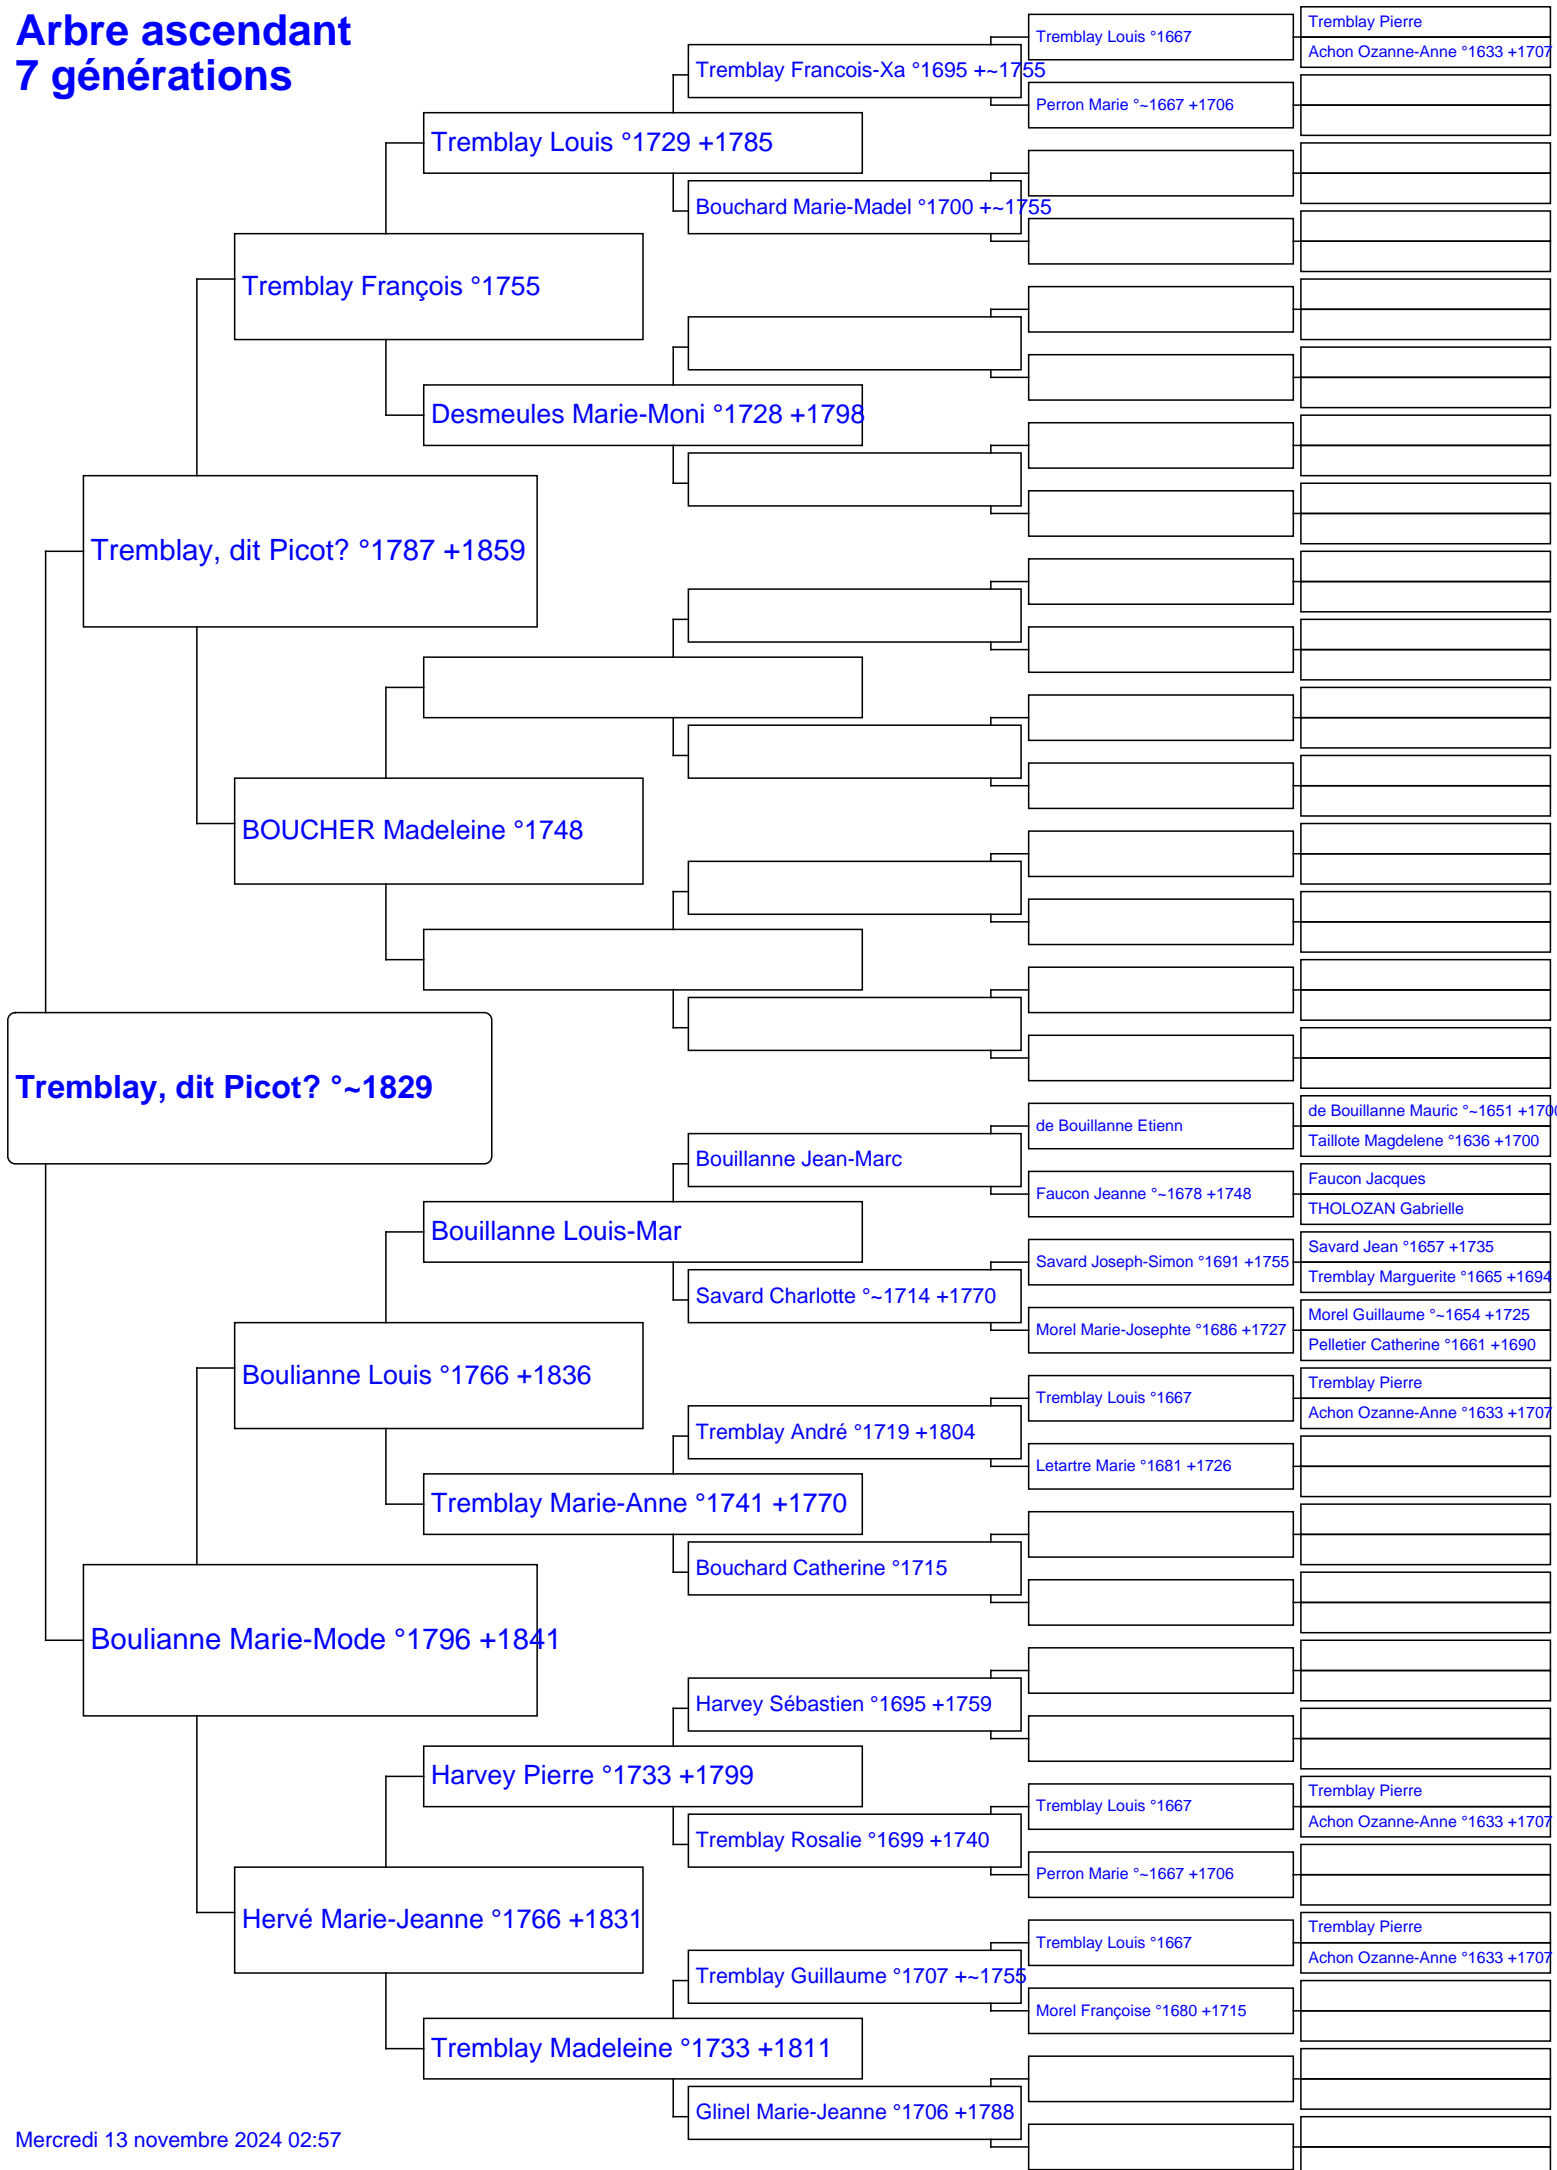 Arbre ascendant
7 générations
Tremblay Pierre
Tremblay Louis °1667
Achon Ozanne-Anne °1633 +1707
Tremblay Francois-Xa °1695 +~1755
Perron Marie °~1667 +1706
Tremblay Louis °1729 +1785
Bouchard Marie-Madel °1700 +~1755
Tremblay François °1755
Desmeules Marie-Moni °1728 +1798
Tremblay, dit Picot? °1787 +1859
BOUCHER Madeleine °1748
Tremblay, dit Picot? °~1829
de Bouillanne Mauric °~1651 +1700
de Bouillanne Etienn
Taillote Magdelene °1636 +1700
Bouillanne Jean-Marc
Faucon Jacques
Faucon Jeanne °~1678 +1748
THOLOZAN Gabrielle
Bouillanne Louis-Mar
Savard Jean °1657 +1735
Savard Joseph-Simon °1691 +1755
Tremblay Marguerite °1665 +1694
Savard Charlotte °~1714 +1770
Morel Guillaume °~1654 +1725
Morel Marie-Josephte °1686 +1727
Pelletier Catherine °1661 +1690
Boulianne Louis °1766 +1836
Tremblay Pierre
Tremblay Louis °1667
Achon Ozanne-Anne °1633 +1707
Tremblay André °1719 +1804
Letartre Marie °1681 +1726
Tremblay Marie-Anne °1741 +1770
Bouchard Catherine °1715
Boulianne Marie-Mode °1796 +1841
Harvey Sébastien °1695 +1759
Harvey Pierre °1733 +1799
Tremblay Pierre
Tremblay Louis °1667
Achon Ozanne-Anne °1633 +1707
Tremblay Rosalie °1699 +1740
Perron Marie °~1667 +1706
Hervé Marie-Jeanne °1766 +1831
Tremblay Pierre
Tremblay Louis °1667
Achon Ozanne-Anne °1633 +1707
Tremblay Guillaume °1707 +~1755
Morel Françoise °1680 +1715
Tremblay Madeleine °1733 +1811
Glinel Marie-Jeanne °1706 +1788
Mercredi 13 novembre 2024 02:57